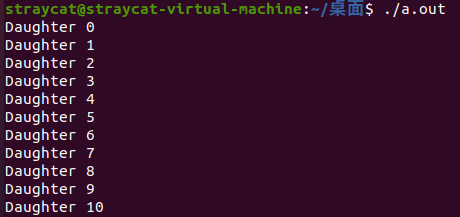 straycat@straycat-virtual-machine:~/桌面$ ./a.out
Daughter 0
Daughter 1
Daughter 2
Daughter 3
Daughter 4
Daughter 5
Daughter 6
Daughter 7
Daughter 8
Daughter 9
Daughter 10